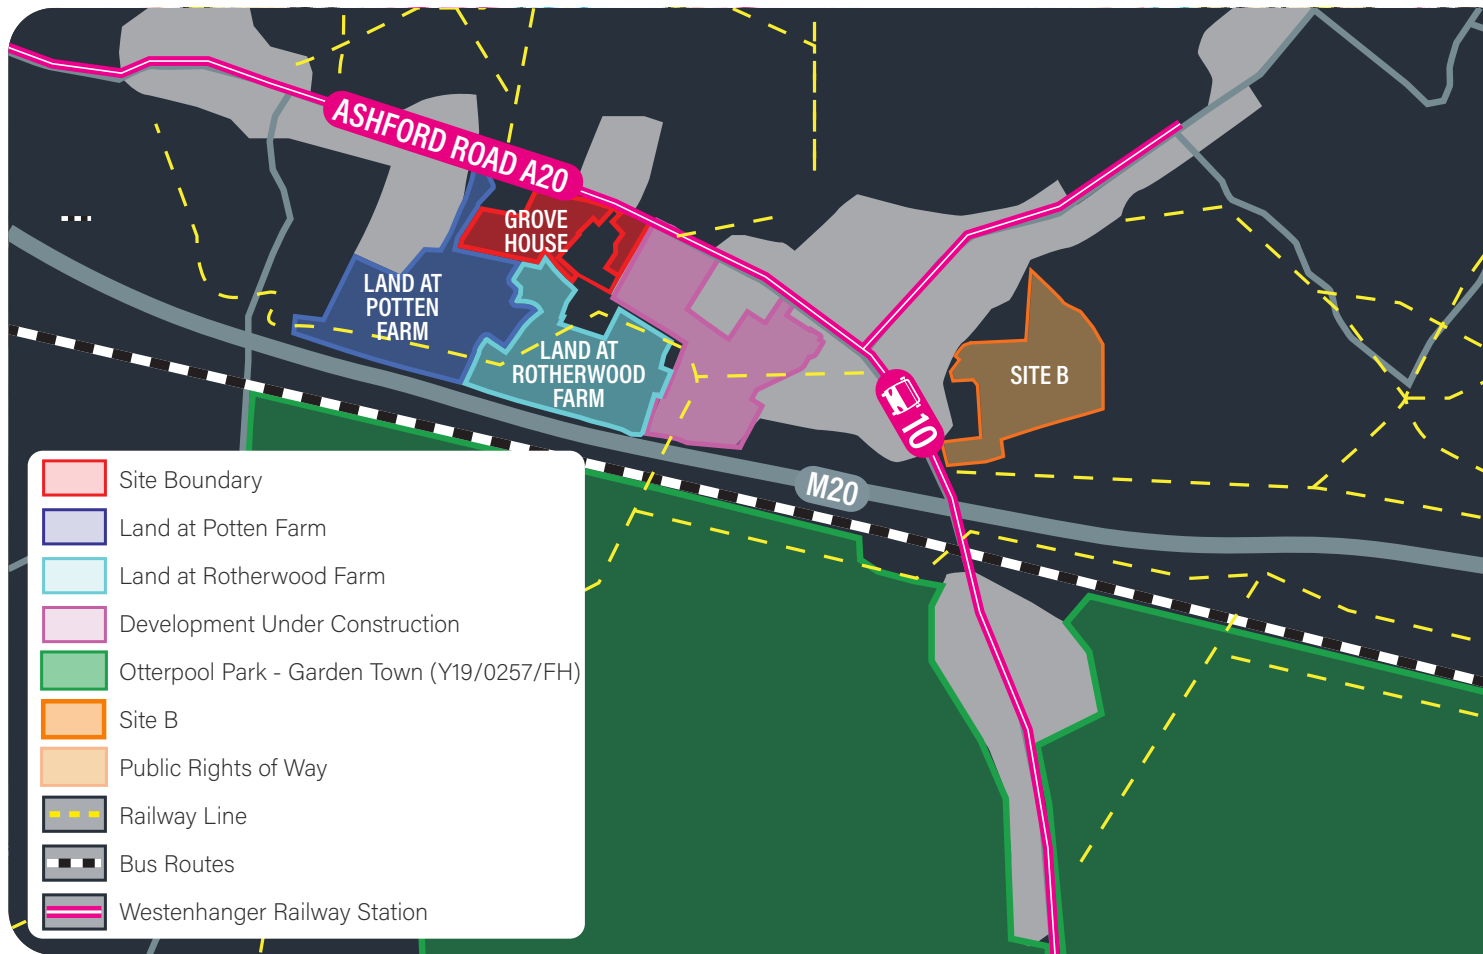 ASHFORD ROAD A20
GROVE
HOUSE
LAND AT
POTTEN
FARM
LAND AT
ROTHERWOOD
FARM
SITE B
10
M20
Site Boundary
Land at Potten Farm
Land at Rotherwood Farm
Development Under Construction
Otterpool Park - Garden Town (Y19/0257/FH)
Site B
Public Rights of Way
Railway Line
Bus Routes
Westenhanger Railway Station